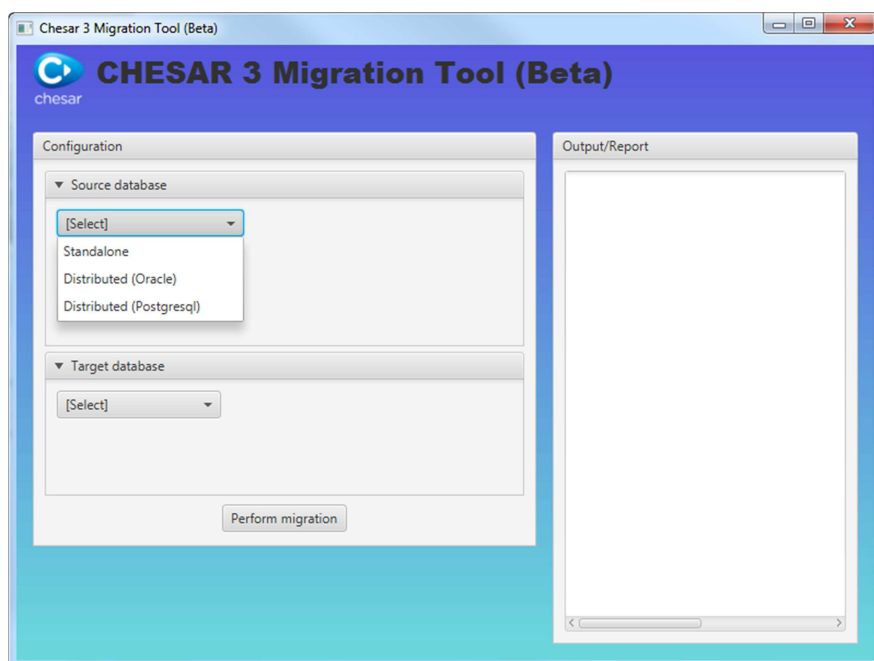 Chesar 3 Migration Tool (Beta)
chesar
CHESAR 3 Migration Tool (Beta)
Configuration
Source database
[Select]
Standalone
Distributed (Oracle)
Distributed (Postgresql)
Target database
[Select]
Perform migration
Output/Report